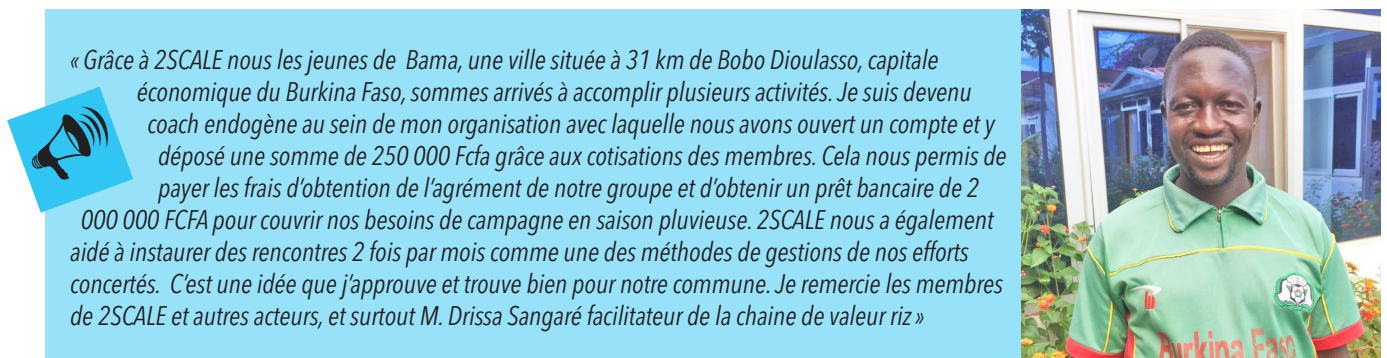 « Grâce à 2SCALE nous les jeunes de  Bama, une ville située à 31 km de Bobo Dioulasso, capitale
économique du Burkina Faso, sommes arrivés à accomplir plusieurs activités. Je suis devenu
coach endogène au sein de mon organisation avec laquelle nous avons ouvert un compte et y
déposé une somme de 250 000 Fcfa grâce aux cotisations des membres. Cela nous permis de
payer les frais d’obtention de l’agrément de notre groupe et d’obtenir un prêt bancaire de 2
000 000 FCFA pour couvrir nos besoins de campagne en saison pluvieuse. 2SCALE nous a également
aidé à instaurer des rencontres 2 fois par mois comme une des méthodes de gestions de nos efforts
concertés.  C’est une idée que j’approuve et trouve bien pour notre commune. Je remercie les membres
de 2SCALE et autres acteurs, et surtout M. Drissa Sangaré facilitateur de la chaine de valeur riz »
Burkina Faso